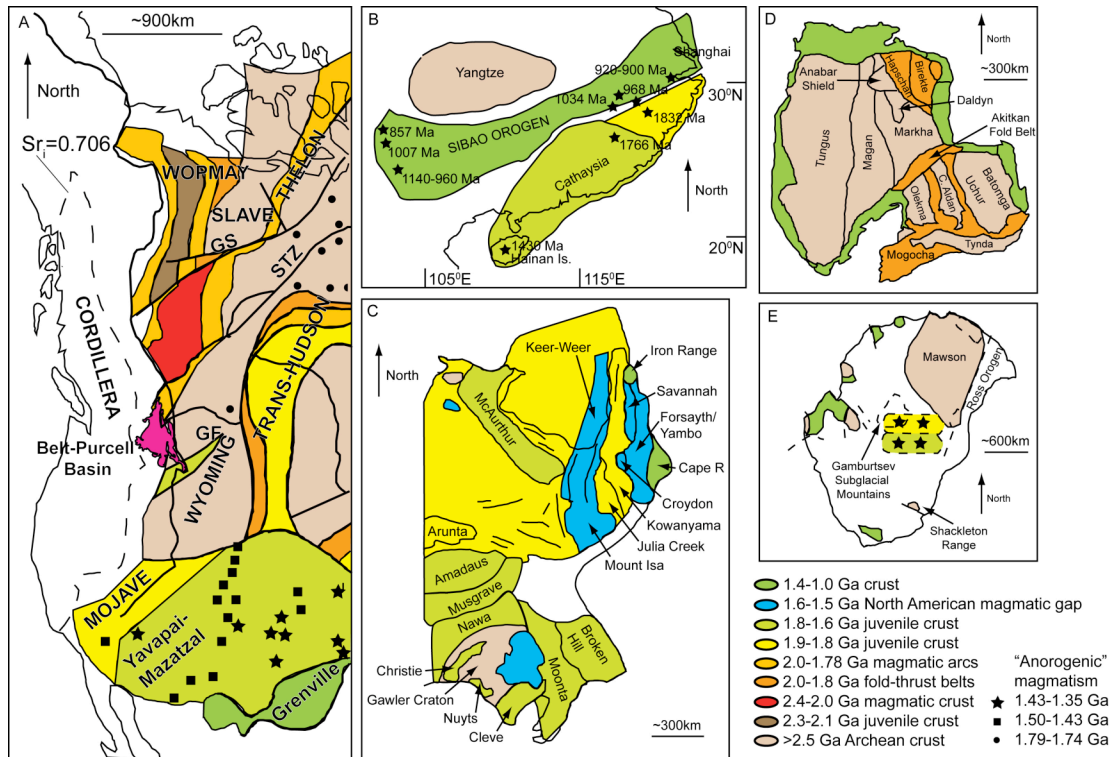 A
~900km
North
Sri=0.706
WOPMAY
SLAVE
THELON
GS
STZ
CORDILLERA
TRANS-HUDSON
Belt-Purcell
Basin
GF
WYOMING
MOJAVE
Yavapai-
Mazatzal
Grenville
B
Yangtze
Shanghai
920-900 Ma
968 Ma
1034 Ma
30⁰N
1832 Ma
857 Ma
SIBAO OROGEN
1766 Ma
1007 Ma
1140-960 Ma
Cathaysia
North
1430 Ma
Hainan Is.
20⁰N
105⁰E
115⁰E
C
North
Keer-Weer
Iron Range
Savannah
McAurthur
Forsayth/
Yambo
Cape R
Croydon
Kowanyama
Julia Creek
Mount Isa
Arunta
Amadaus
Musgrave
Nawa
Broken
Hill
Moonta
Christie
Gawler Craton
Nuyts
Cleve
~300km
D
North
~300km
Anabar
Shield
Hapschan
Birekte
Daldyn
Akitkan
Fold Belt
Tungus
Magan
Markha
Olekma
C. Aldan
Uchur
Batomga
Tynda
Mogocha
E
Mawson
Ross Orogen
~600km
Gamburtsev
Subglacial
Mountains
North
Shackleton
Range
1.4-1.0 Ga crust
1.6-1.5 Ga North American magmatic gap
1.8-1.6 Ga juvenile crust
1.9-1.8 Ga juvenile crust
2.0-1.78 Ga magmatic arcs
2.0-1.8 Ga fold-thrust belts
2.4-2.0 Ga magmatic crust
2.3-2.1 Ga juvenile crust
>2.5 Ga Archean crust
“Anorogenic”
magmatism
1.43-1.35 Ga
1.50-1.43 Ga
1.79-1.74 Ga